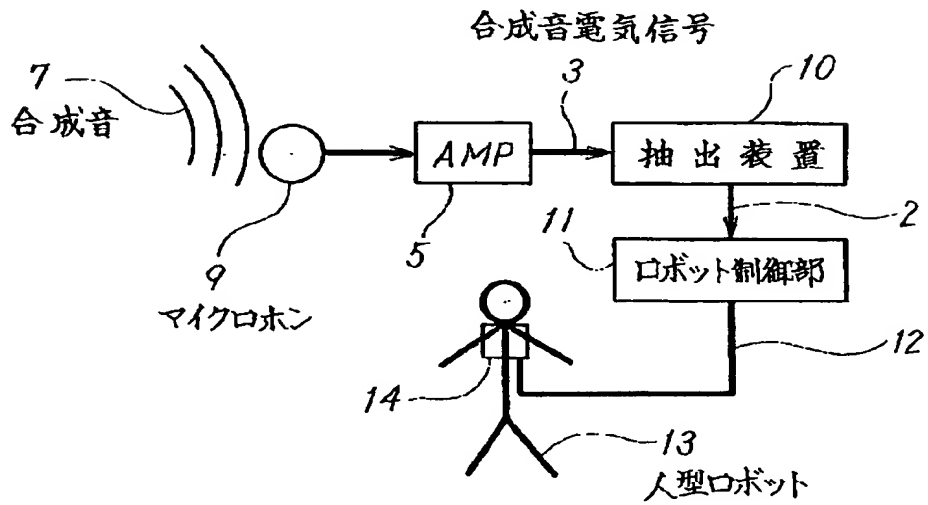 合成音電気信号
7
合成音
3
10
AMP
抽出装置
5
2
11
ロボット制御部
9
マイクロホン
12
14
13
人型ロボット